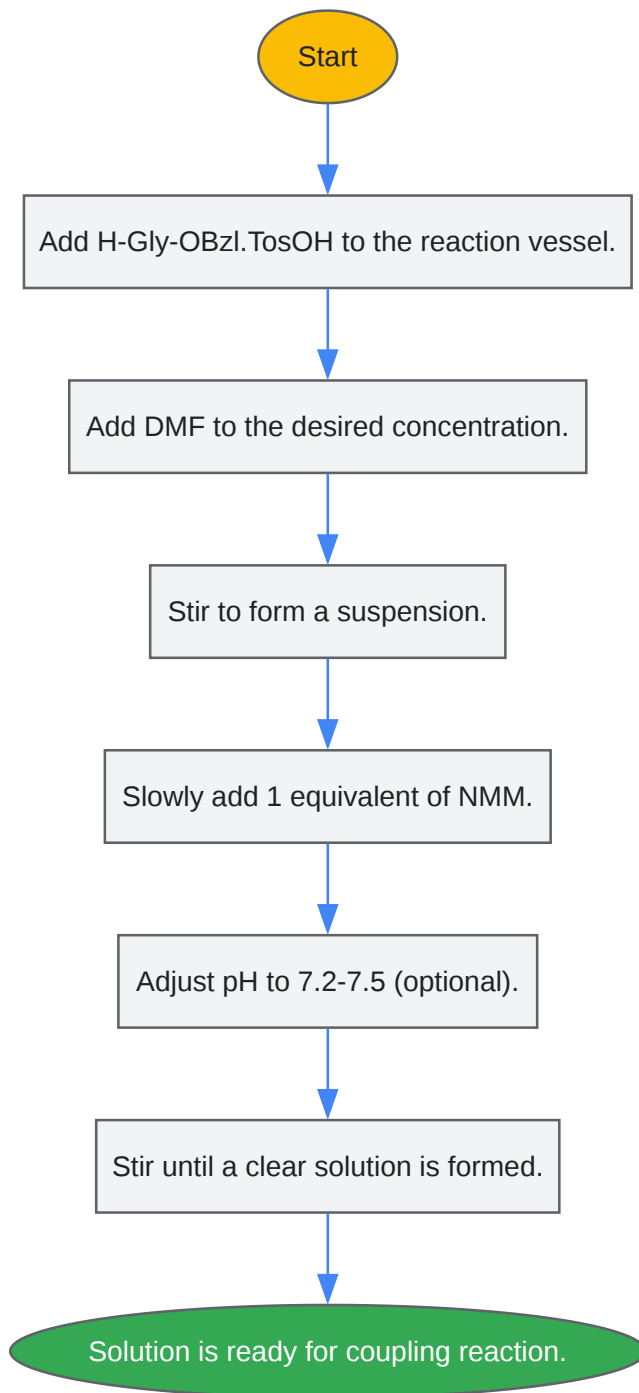 Start
Add H-Gly-OBzl.TosOH to the reaction vessel.
Add DMF to the desired concentration.
Stir to form a suspension.
Slowly add 1 equivalent of NMM.
Adjust pH to 7.2-7.5 (optional).
Stir until a clear solution is formed.
Solution is ready for coupling reaction.